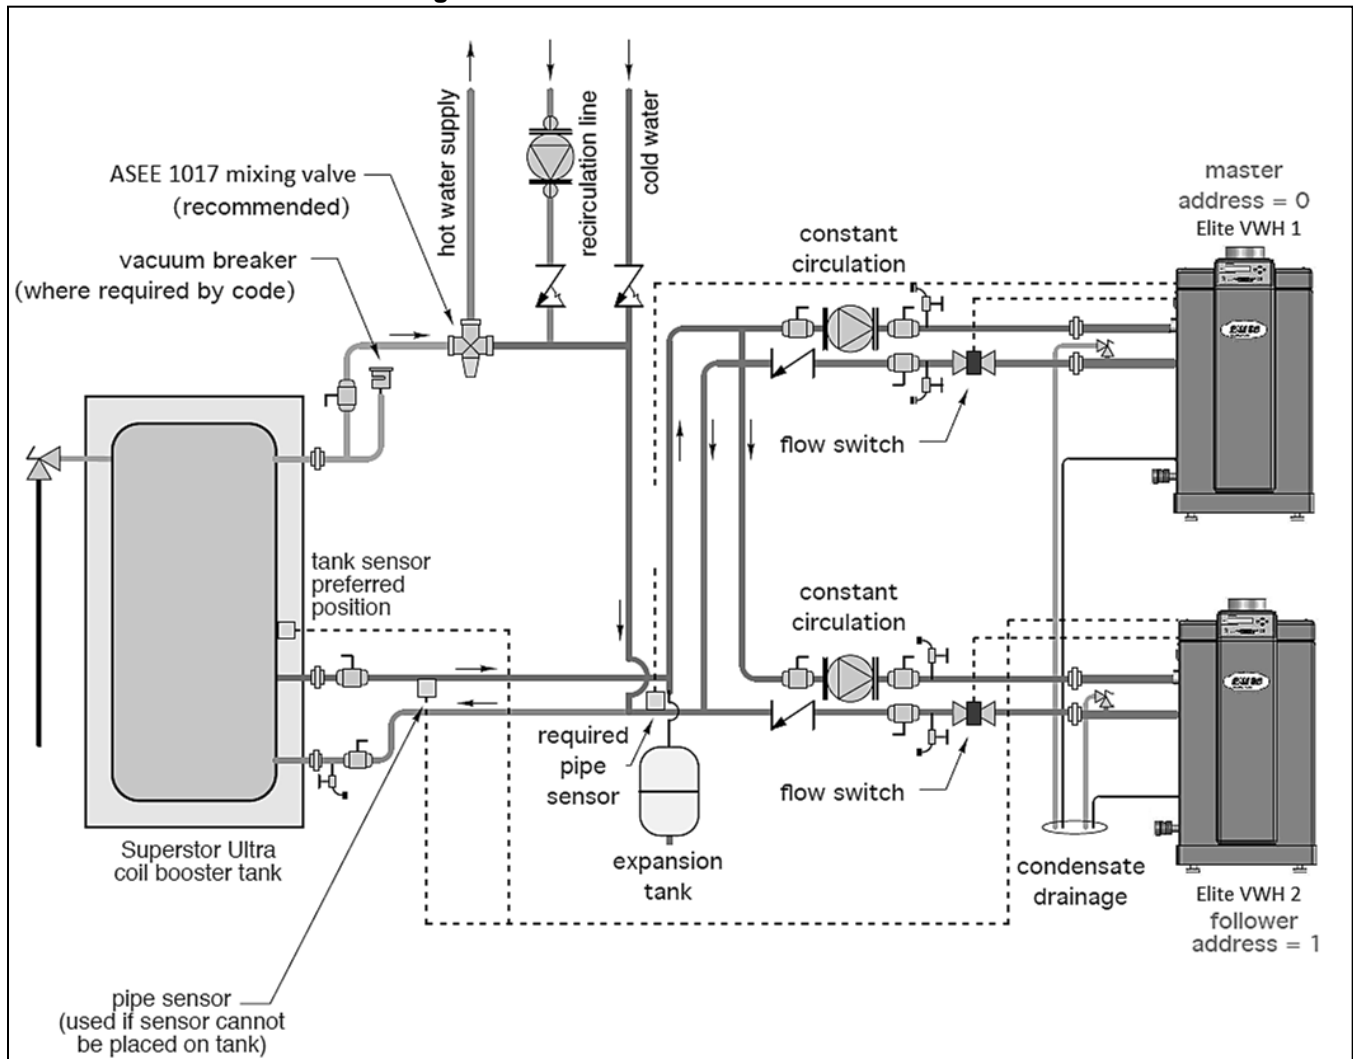 hot water supply
recirculation line
cold water
ASEE 1017 mixing valve
(recommended)
vacuum breaker
(where required by code)
constant
circulation
master
address = 0
Elite VWH 1
flow switch
tank sensor
preferred
position
constant
circulation
required
pipe
sensor
flow switch
expansion
tank
condensate
drainage
Superstor Ultra
coil booster tank
Elite VWH 2
follower
address = 1
pipe sensor
(used if sensor cannot
be placed on tank)